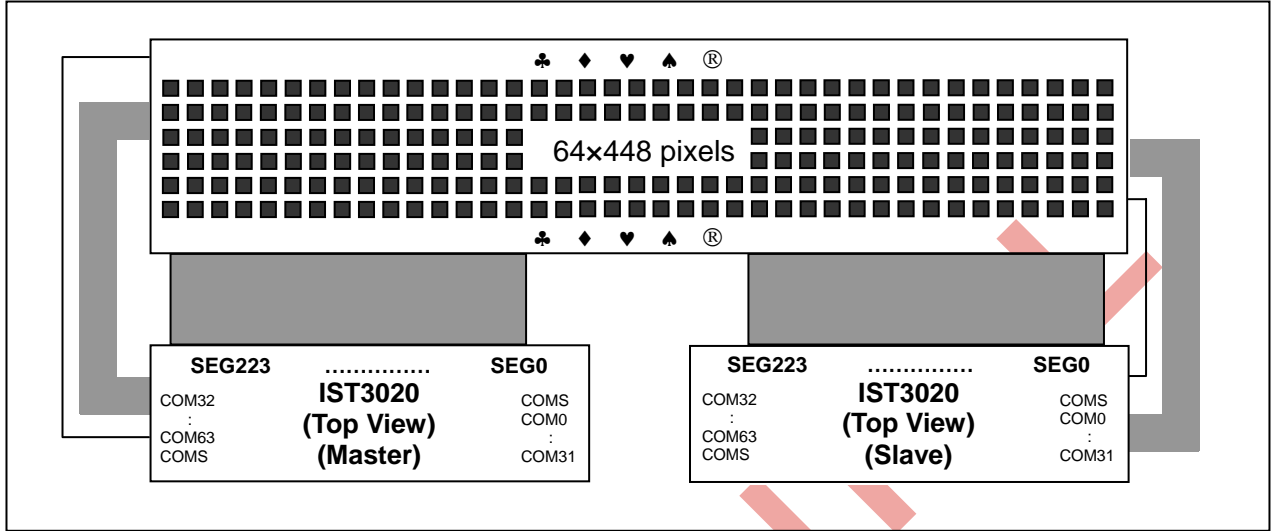 ♣ ♦ ♥ ♠ ®
64×448 pixels
♣ ♦ ♥ ♠ ®
SEG223 ............... SEG0
IST3020
(Top View)
(Master)
COM32
:
COM63
COMS
COMS
COM0
:
COM31
SEG223 ............... SEG0
IST3020
(Top View)
(Slave)
COM32
:
COM63
COMS
COMS
COM0
:
COM31